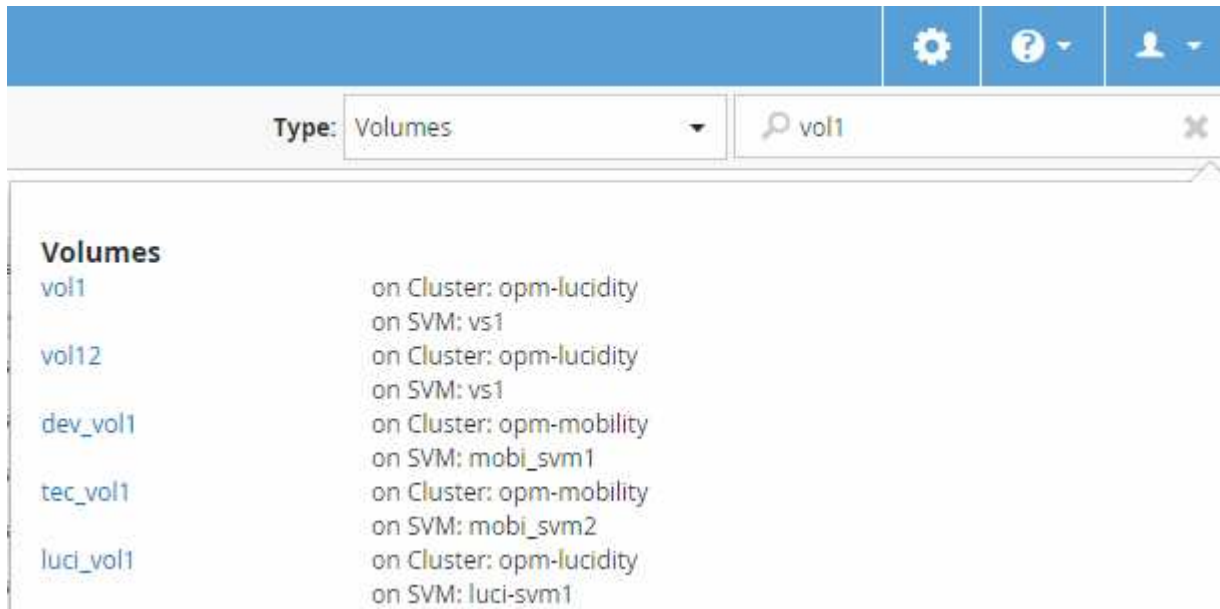 Type: Volumes vol1
Volumes
vol1 on Cluster: opm-lucidity
on SVM: vs1
vol12 on Cluster: opm-lucidity
on SVM: vs1
dev_vol1 on Cluster: opm-mobility
on SVM: mobi_svm1
tec_vol1 on Cluster: opm-mobility
on SVM: mobi_svm2
luci_vol1 on Cluster: opm-lucidity
on SVM: luci-svm1